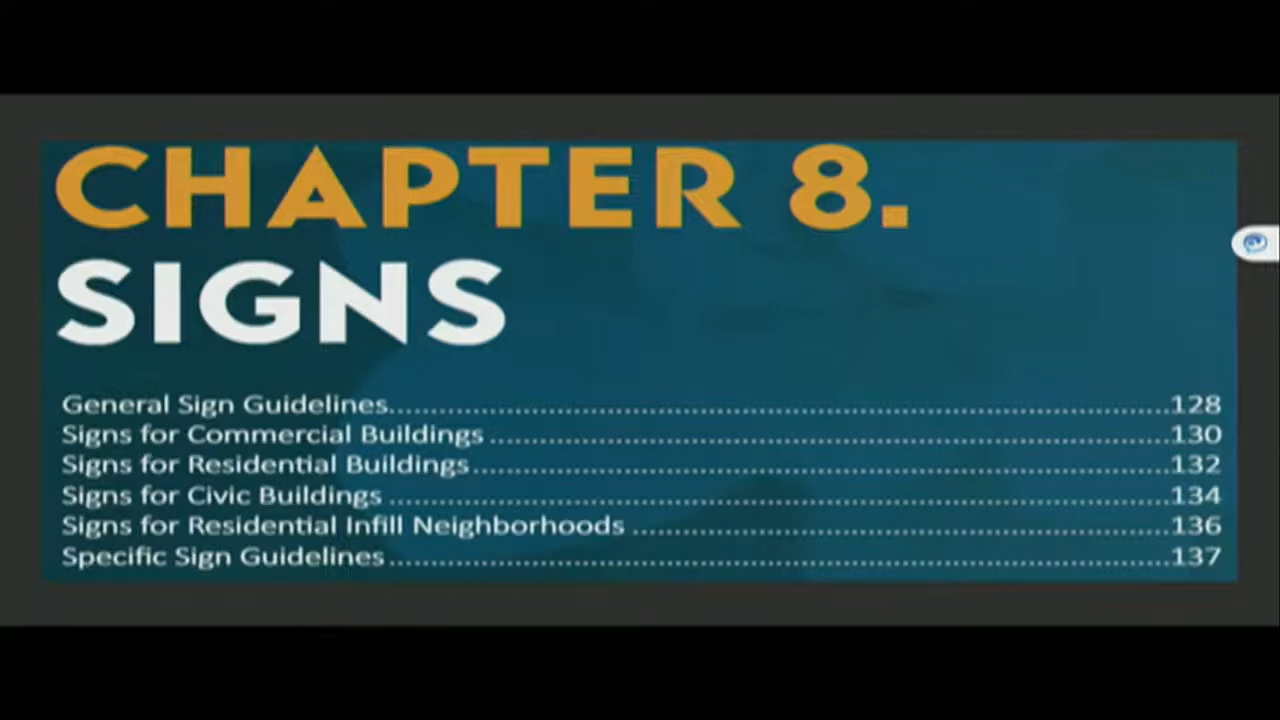 CHAPTER 8.
SIGNS
General Sign Guidelines....................128
Signs for Commercial Buildings....................130
Signs for Residential Buildings....................132
Signs for Civic Buildings....................134
Signs for Residential Infill Neighborhoods....................136
Specific Sign Guidelines....................137